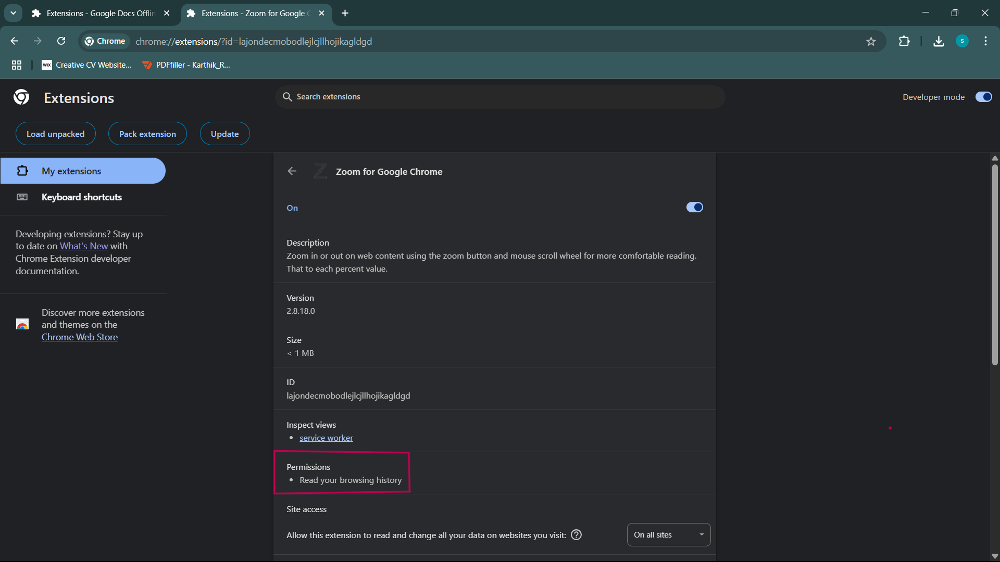 Extensions - Google Docs Offlin
Extensions - Zoom for Google C
Chrome
chrome://extensions/?id=lajondecmobodlejlcjllhojikagldgd
S
WIX
Creative CV Website...
PDFfiller - Karthik_R...
Extensions
Search extensions
Developer mode
Load unpacked
Pack extension
Update
My extensions
Keyboard shortcuts
Developing extensions? Stay up
to date on What's New with
Chrome Extension developer
documentation.
Discover more extensions
and themes on the
Chrome Web Store
Z
Zoom for Google Chrome
On
Description
Zoom in or out on web content using the zoom button and mouse scroll wheel for more comfortable reading.
That to each percent value.
Version
2.8.18.0
Size
< 1 MB
ID
lajondecmobodlejlcjllhojikagldgd
Inspect views
• service worker
Permissions
• Read your browsing history
Site access
Allow this extension to read and change all your data on websites you visit: ?
On all sites